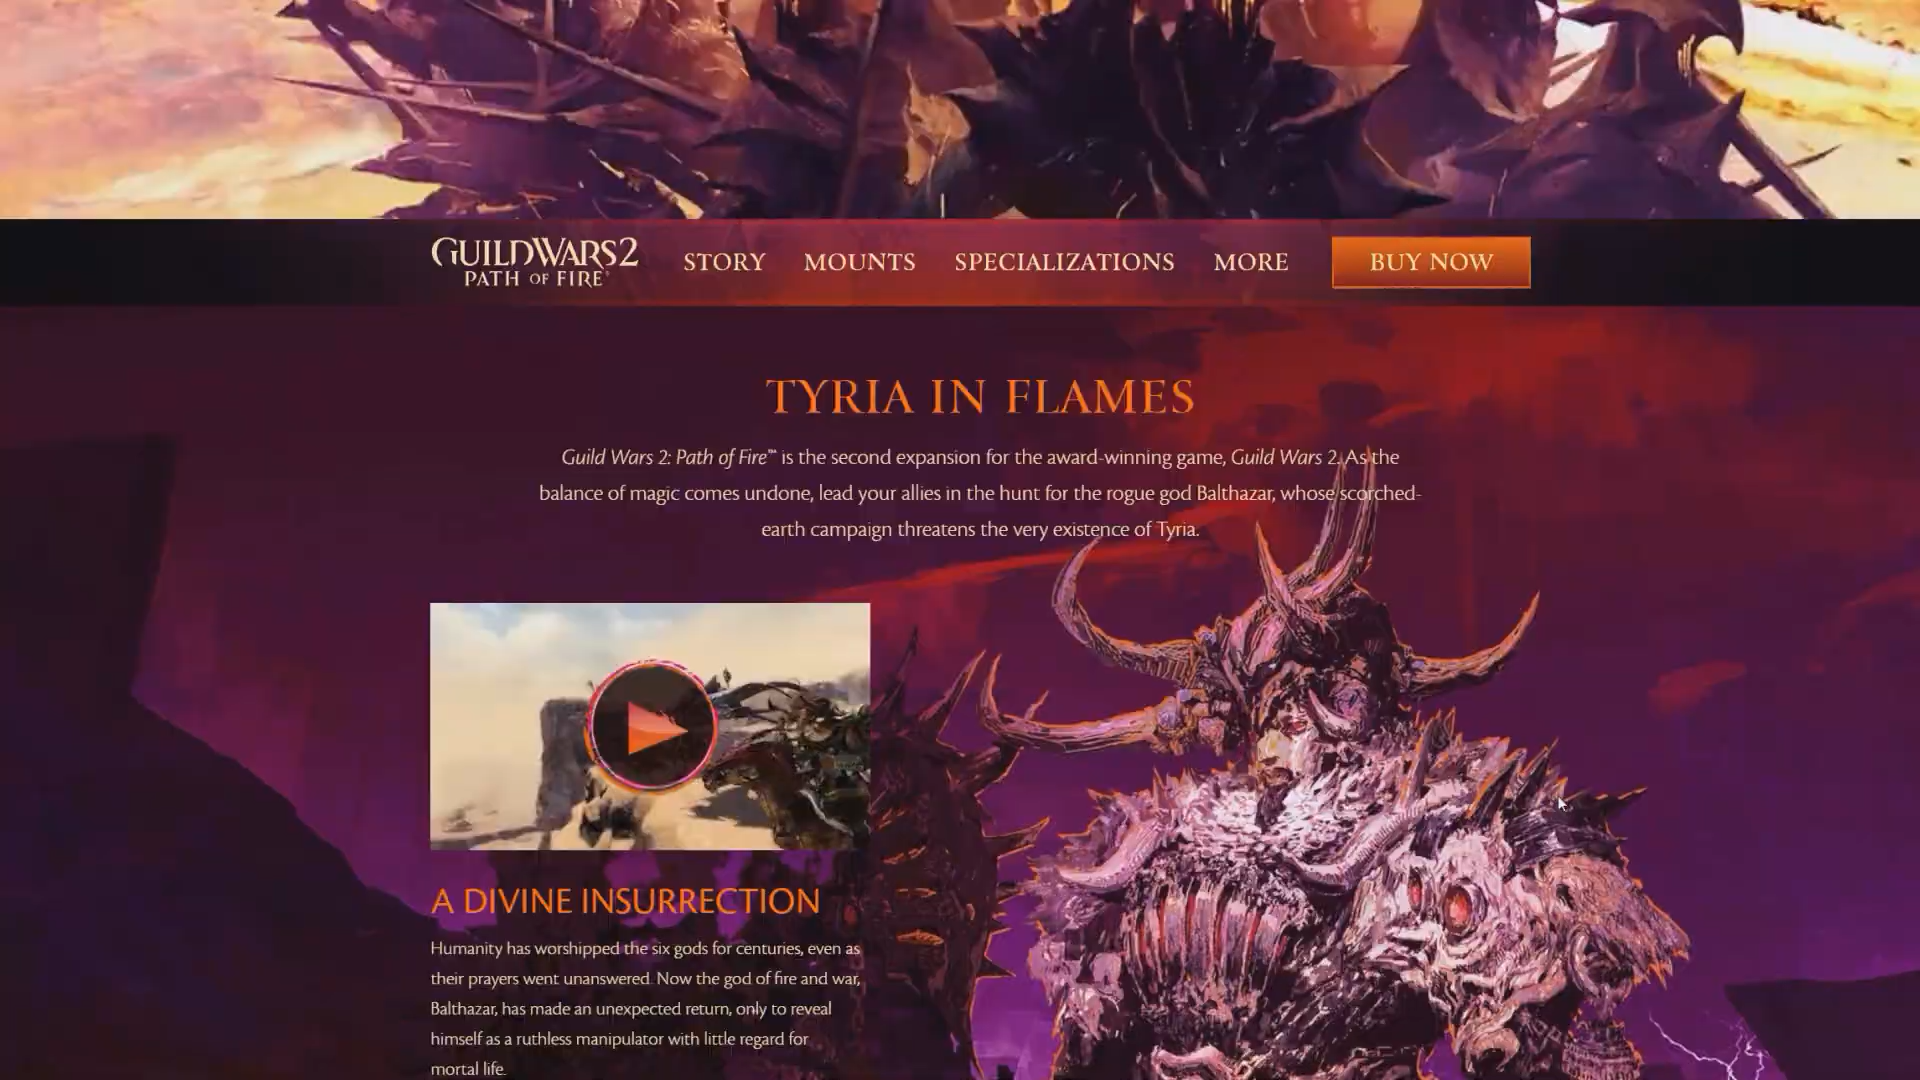 GUILD WARS 2
PATH OF FIRE
STORY
MOUNTS
SPECIALIZATIONS
MORE
BUY NOW
TYRIA IN FLAMES
Guild Wars 2: Path of Fire™ is the second expansion for the award-winning game, Guild Wars 2. As the
balance of magic comes undone, lead your allies in the hunt for the rogue god Balthazar, whose scorched-
earth campaign threatens the very existence of Tyria.
A DIVINE INSURRECTION
Humanity has worshipped the six gods for centuries, even as
their prayers went unanswered. Now the god of fire and war,
Balthazar, has made an unexpected return, only to reveal
himself as a ruthless manipulator with little regard for
mortal life.